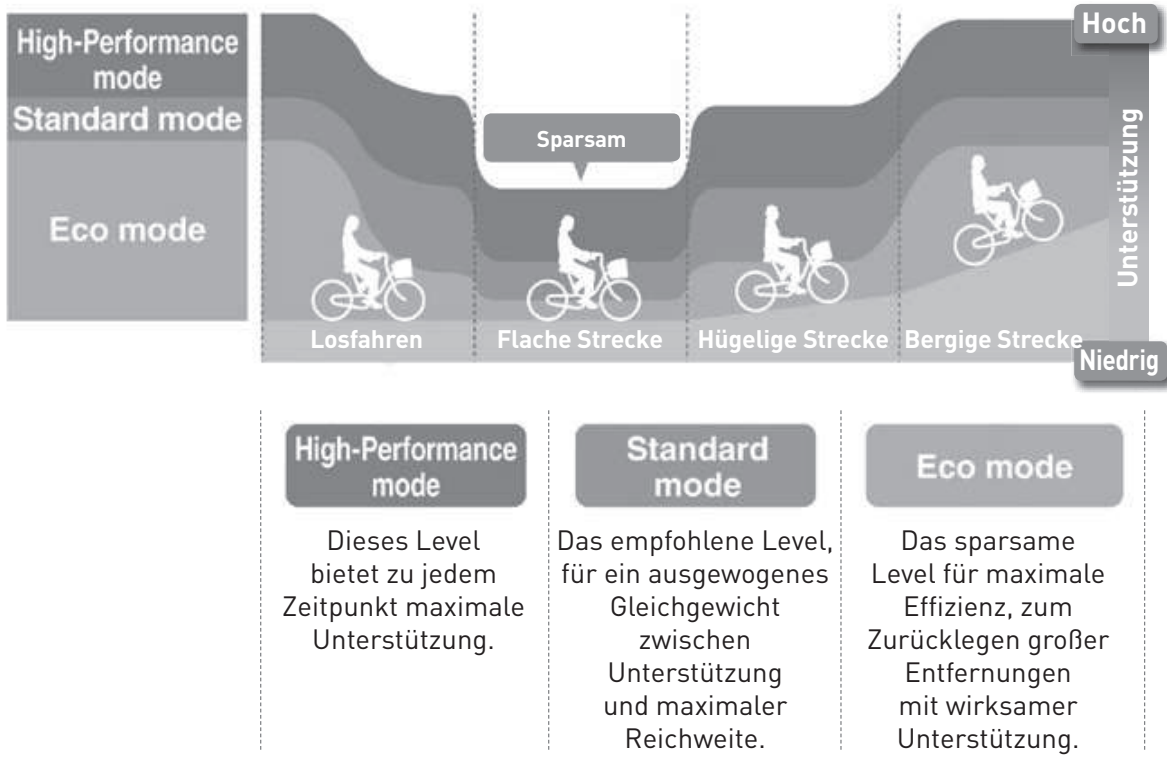 High-Performance
mode
Standard mode
Eco mode
Hoch
Unterstützung
Niedrig
Sparsam
Losfahren
Flache Strecke
Hügelige Strecke
Bergige Strecke
High-Performance
mode
Dieses Level
bietet zu jedem
Zeitpunkt maximale
Unterstützung.
Standard
mode
Das empfohlene Level,
für ein ausgewogenes
Gleichgewicht
zwischen
Unterstützung
und maximaler
Reichweite.
Eco mode
Das sparsame
Level für maximale
Effizienz, zum
Zurücklegen großer
Entfernungen
mit wirksamer
Unterstützung.